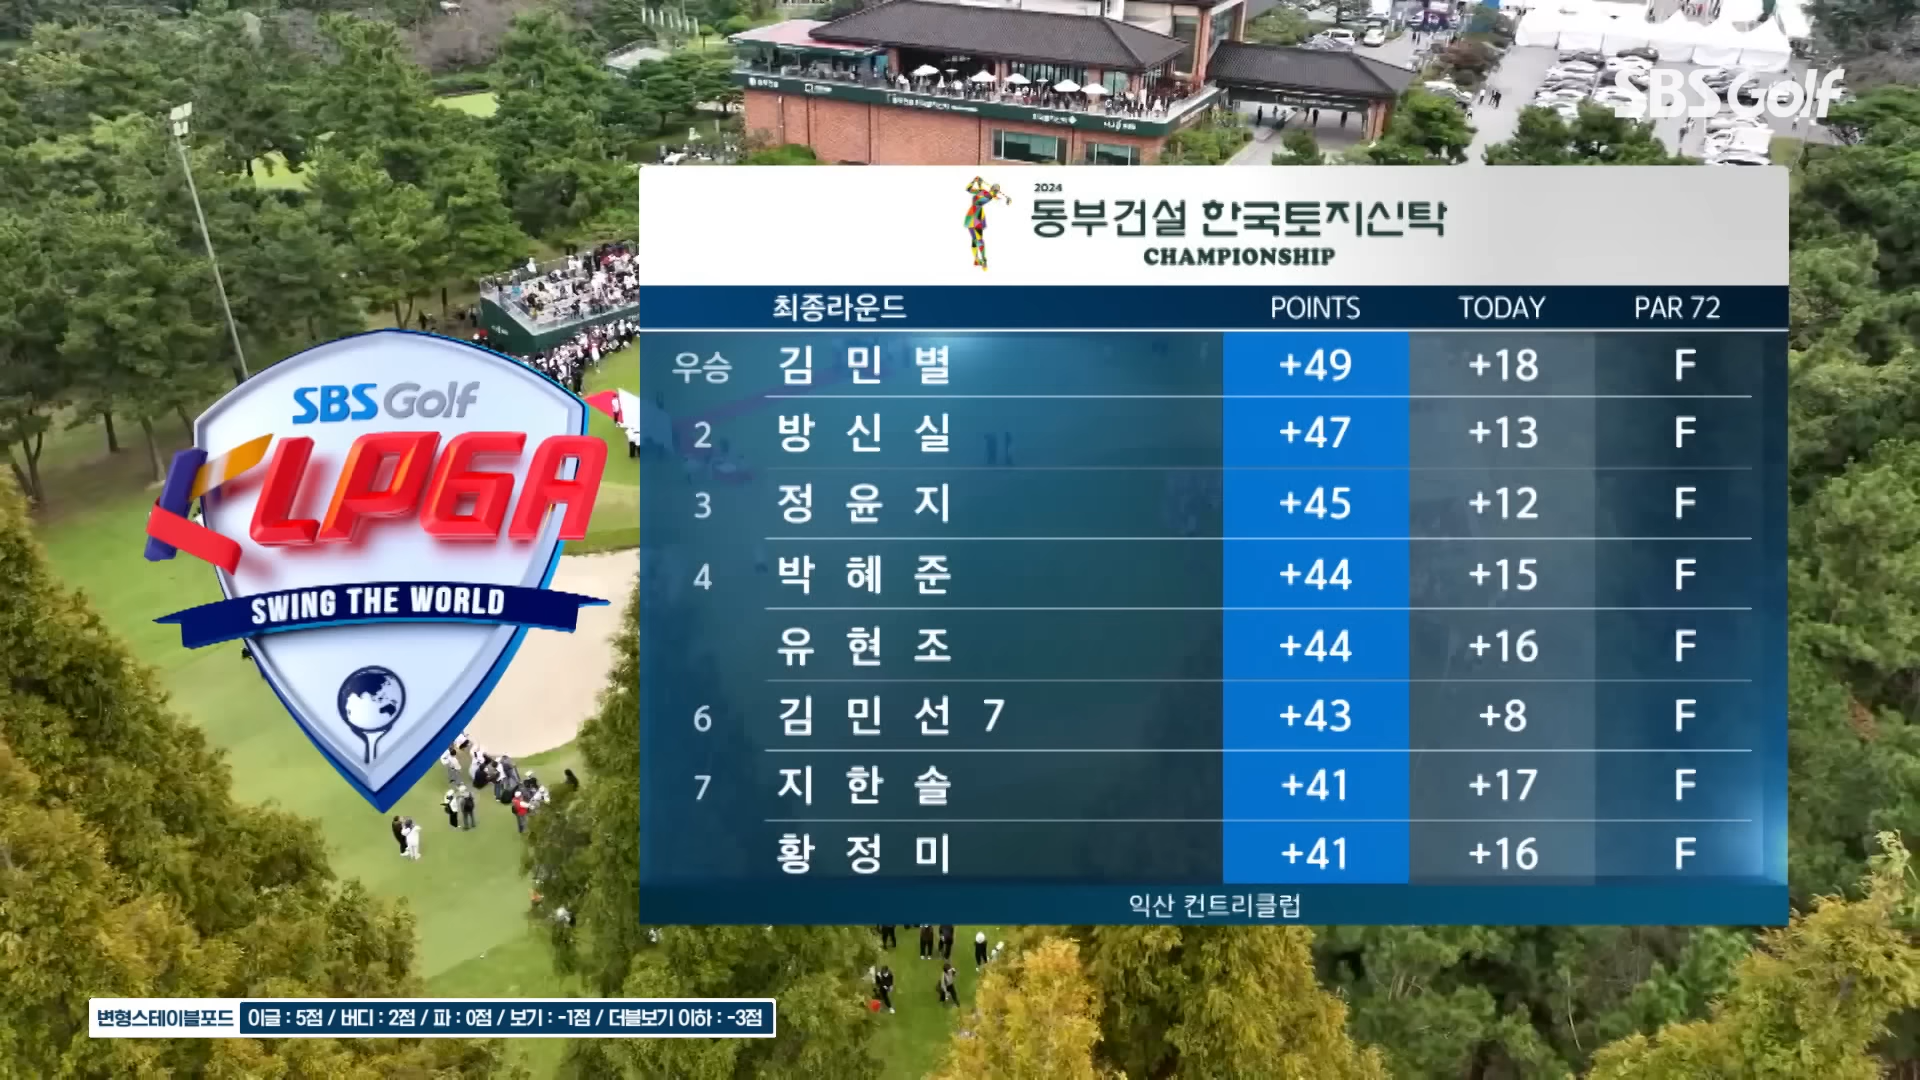 SBS Golf
2024
동부건설 한국토지신탁
CHAMPIONSHIP
최종라운드 POINTS TODAY PAR 72
우승 김민별 +49 +18 F
2 방신실 +47 +13 F
3 정윤지 +45 +12 F
4 박혜준 +44 +15 F
유현조 +44 +16 F
6 김민선7 +43 +8 F
7 지한솔 +41 +17 F
황정미 +41 +16 F
익산 컨트리클럽
SBS Golf
KLPGA
SWING THE WORLD
변형스테이블포드 이글 : 5점 / 버디 : 2점 / 파 : 0점 / 보기 : -1점 / 더블보기 이하 : -3점